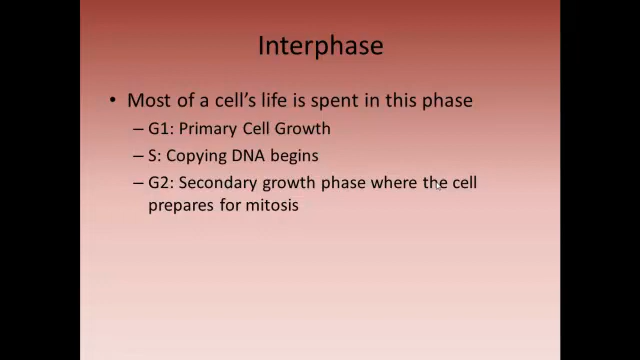 Interphase
• Most of a cell's life is spent in this phase
– G1: Primary Cell Growth
– S: Copying DNA begins
– G2: Secondary growth phase where the cell
prepares for mitosis